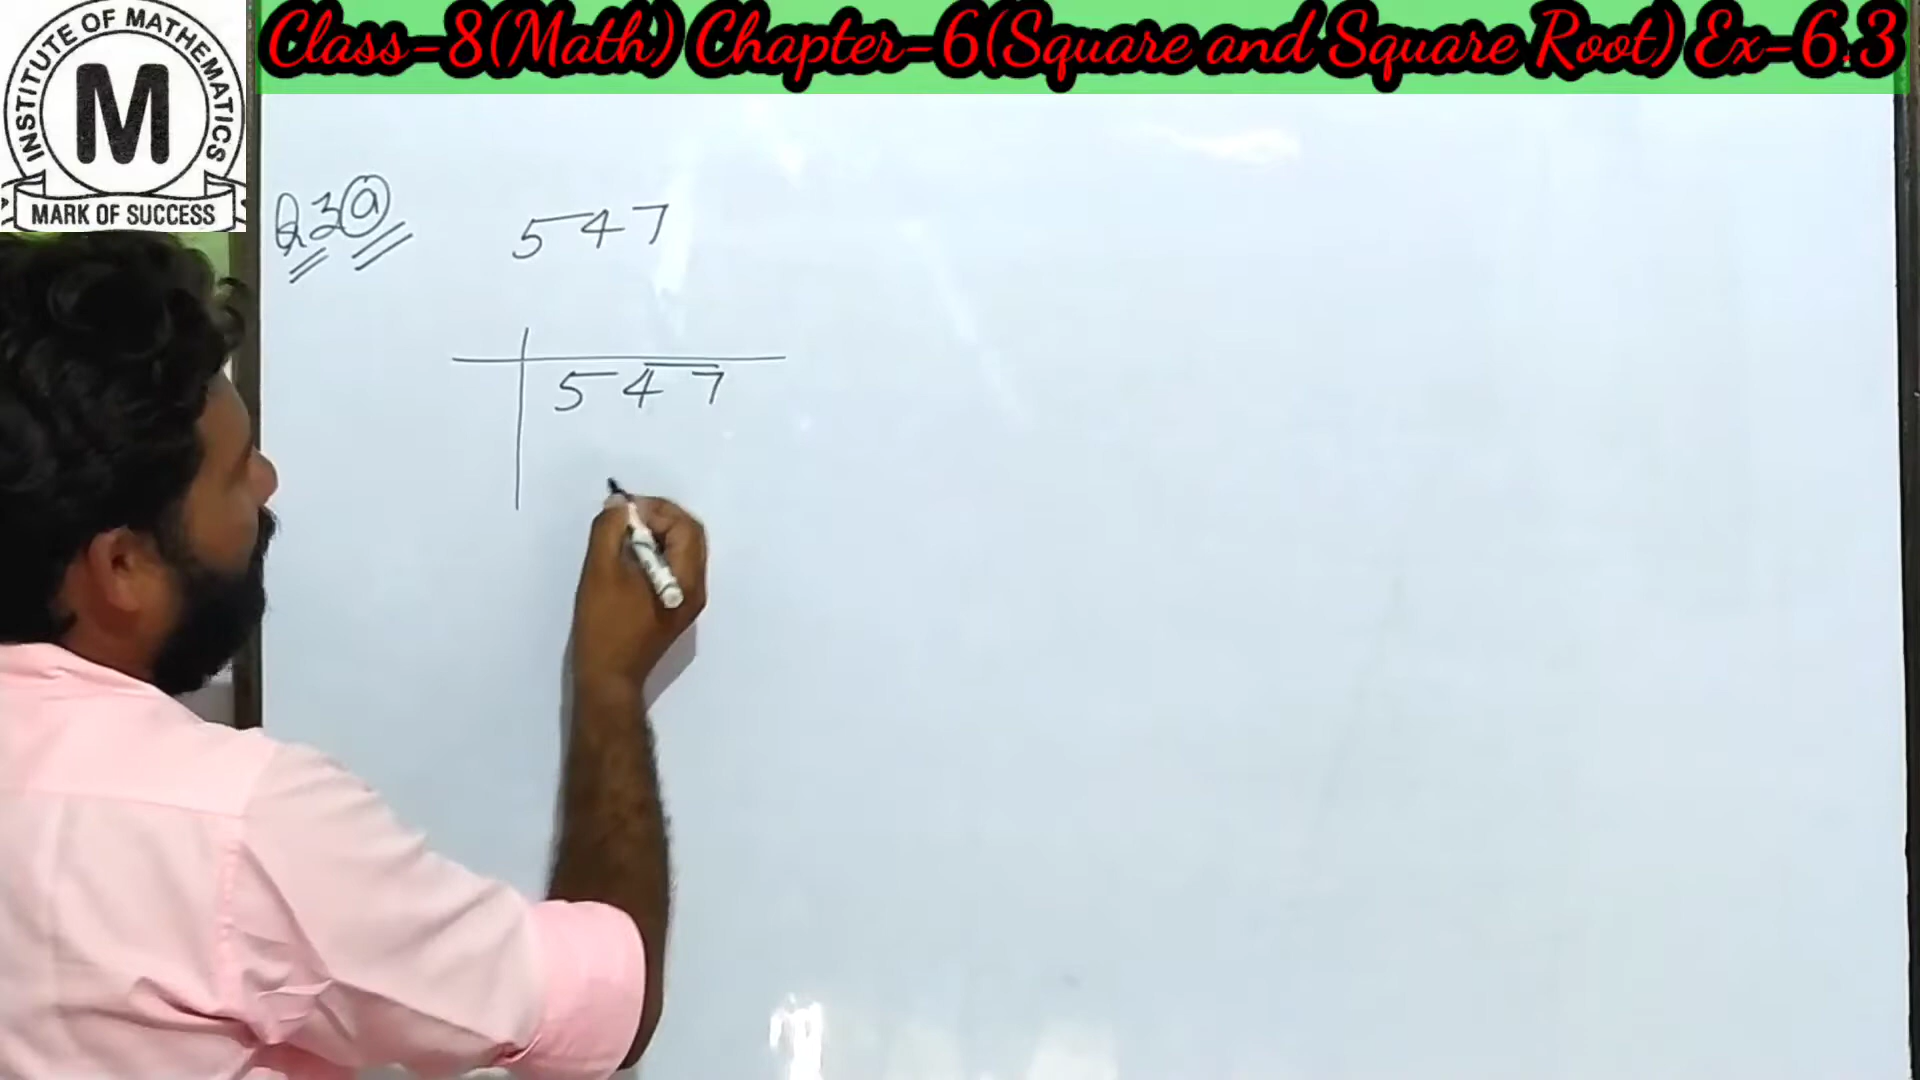 INSTITUTE OF MATHEMATICS
M
MARK OF SUCCESS
Class-8(Math) Chapter-6(Square and Square Root) Ex-6.3
Q3 a
547
547